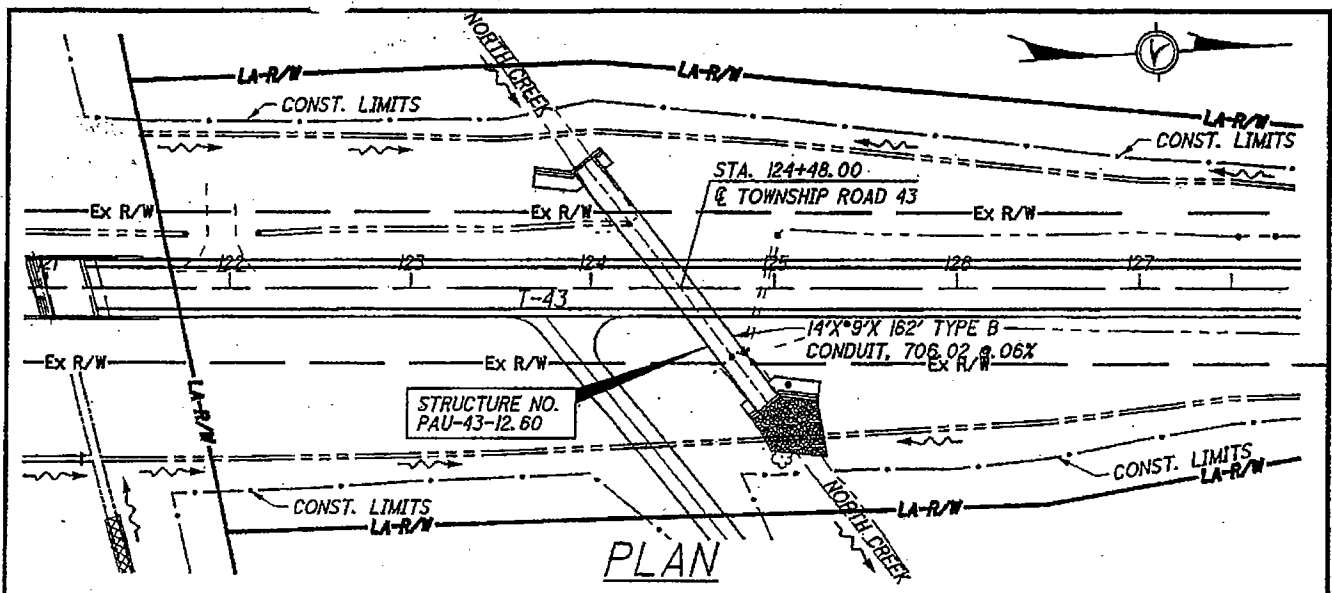 NORTH CREEK
LA-R/W
LA-R/W
LA-R/W
CONST. LIMITS
CONST. LIMITS
STA. 124+48.00
℄ TOWNSHIP ROAD 43
Ex R/W
Ex R/W
Ex R/W
21 122 123 124 125 126 127
T-43
14'X 9'X 162' TYPE B
CONDUIT, 706.02 @.06%
Ex R/W
Ex R/W
Ex R/W
LA-R/W
STRUCTURE NO.
PAU-43-12.60
CONST. LIMITS
CONST. LIMITS
LA-R/W
LA-R/W
LA-R/W
NORTH CREEK
PLAN